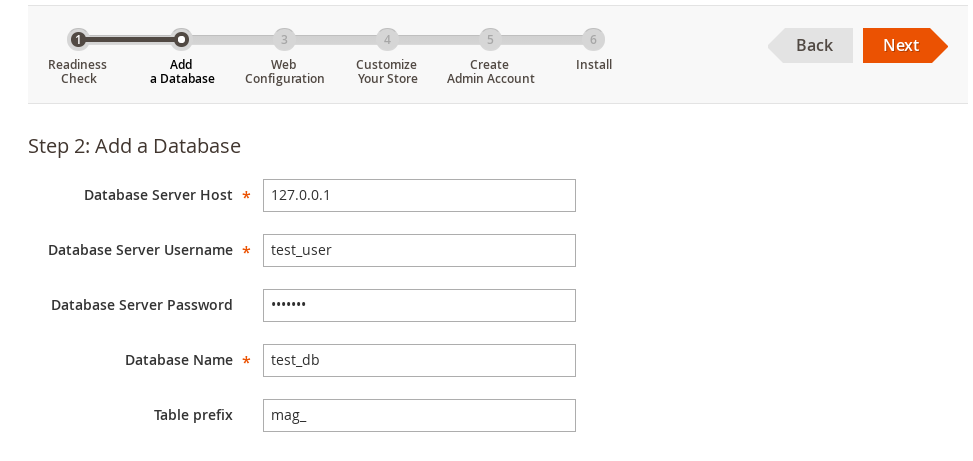 1 3 4 5 6
Readiness Check
Add a Database
Web Configuration
Customize Your Store
Create Admin Account
Install
Back
Next
Step 2: Add a Database
Database Server Host * 127.0.0.1
Database Server Username * test_user
Database Server Password •••••••
Database Name * test_db
Table prefix mag_